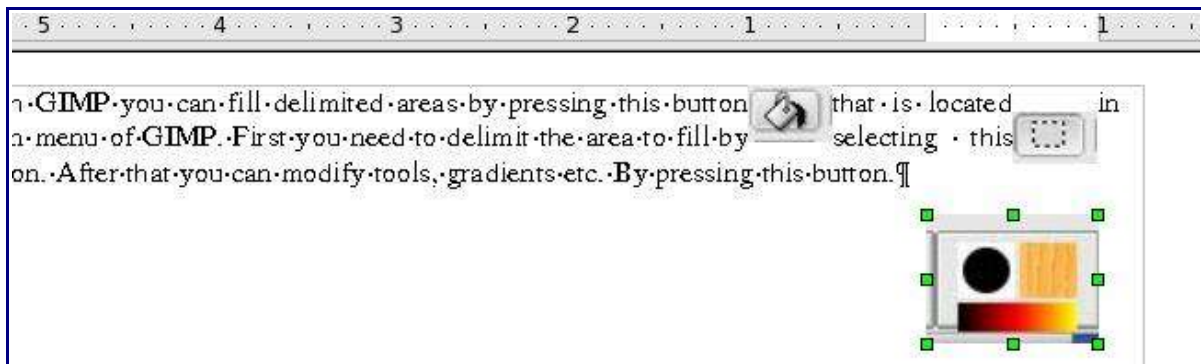 5 4 3 2 1 1
n·GIMP·you·can·fill·delimited·areas·by·pressing·this·button that·is·located in
n·menu·of·GIMP.·First·you·need·to·delimit·the·area·to·fill·by selecting·this
on.·After·that·you·can·modify·tools,·gradients·etc.·By·pressing·this·button.¶